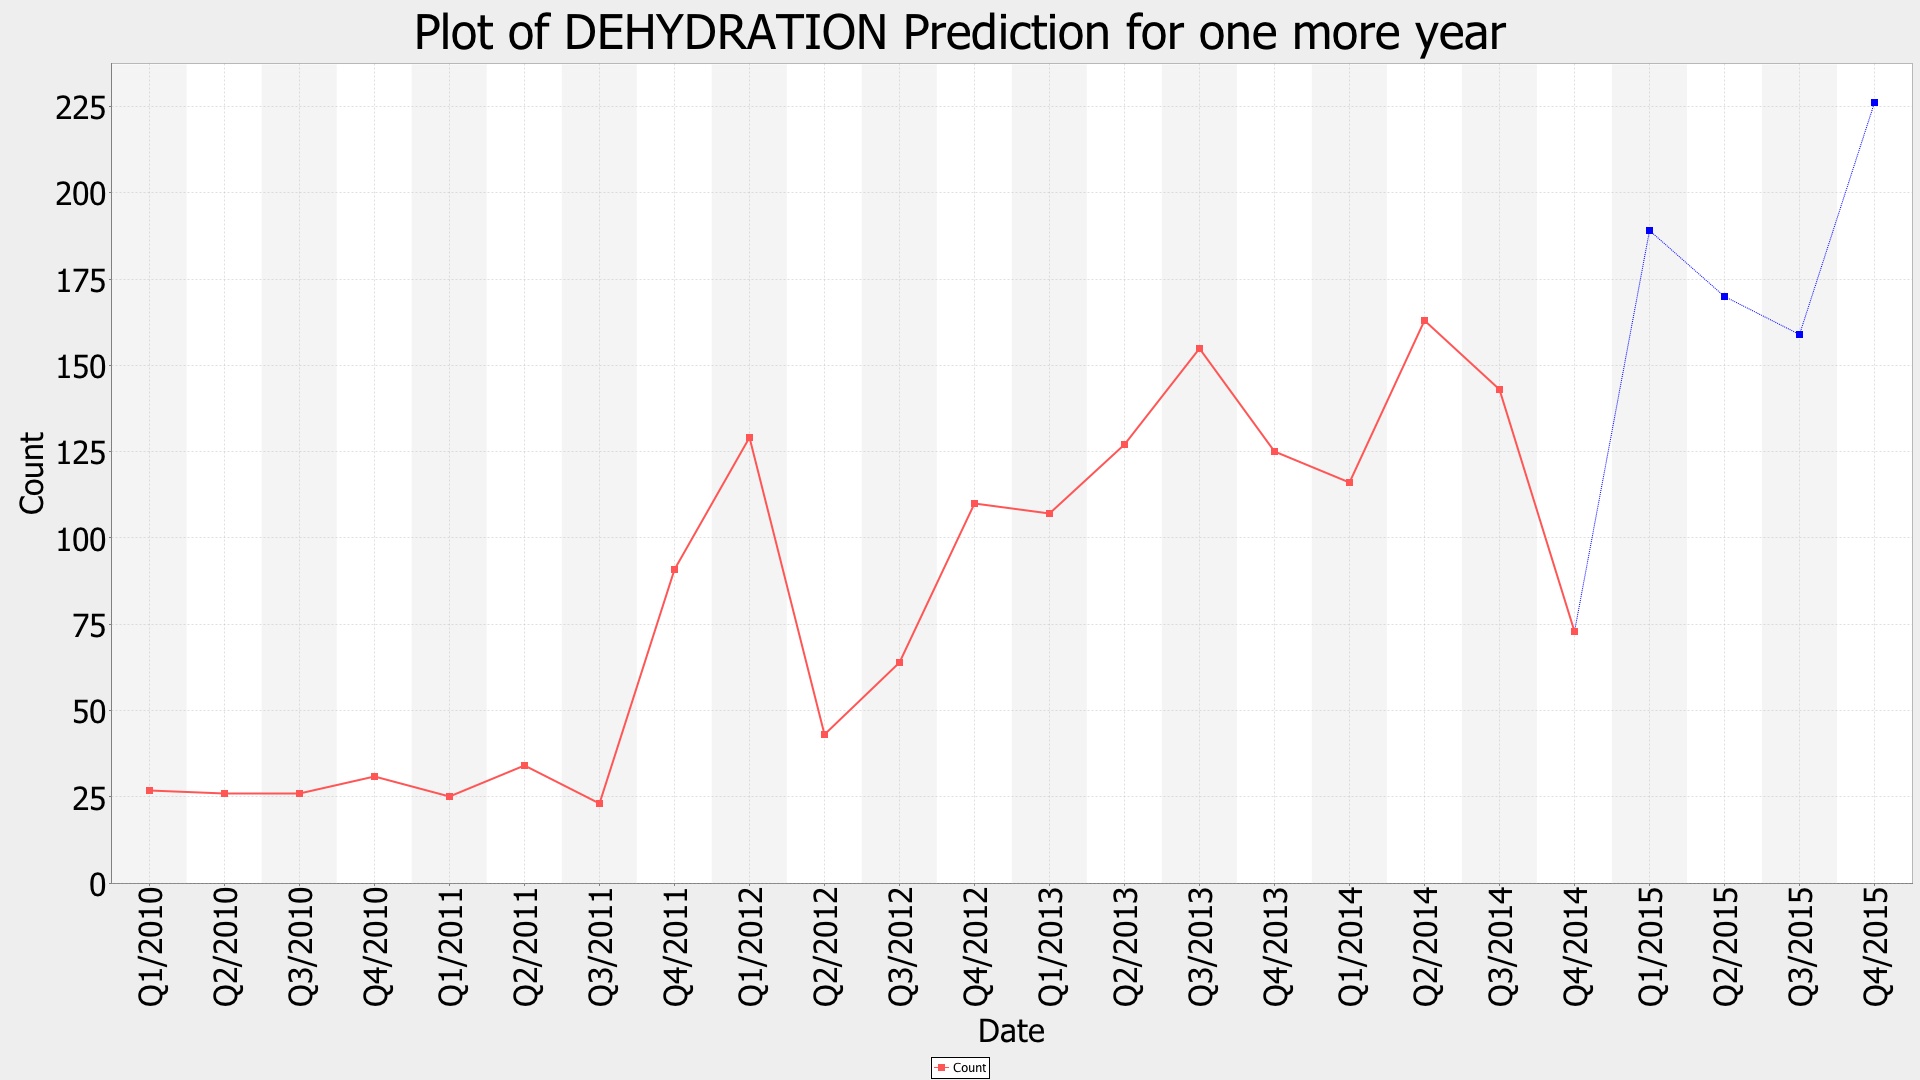 Plot of DEHYDRATION Prediction for one more year
225
200
175
150
125
100
75
50
25
0
Count
Q1/2010
Q2/2010
Q3/2010
Q4/2010
Q1/2011
Q2/2011
Q3/2011
Q4/2011
Q1/2012
Q2/2012
Q3/2012
Q4/2012
Q1/2013
Q2/2013
Q3/2013
Q4/2013
Q1/2014
Q2/2014
Q3/2014
Q4/2014
Q1/2015
Q2/2015
Q3/2015
Q4/2015
Date
Count